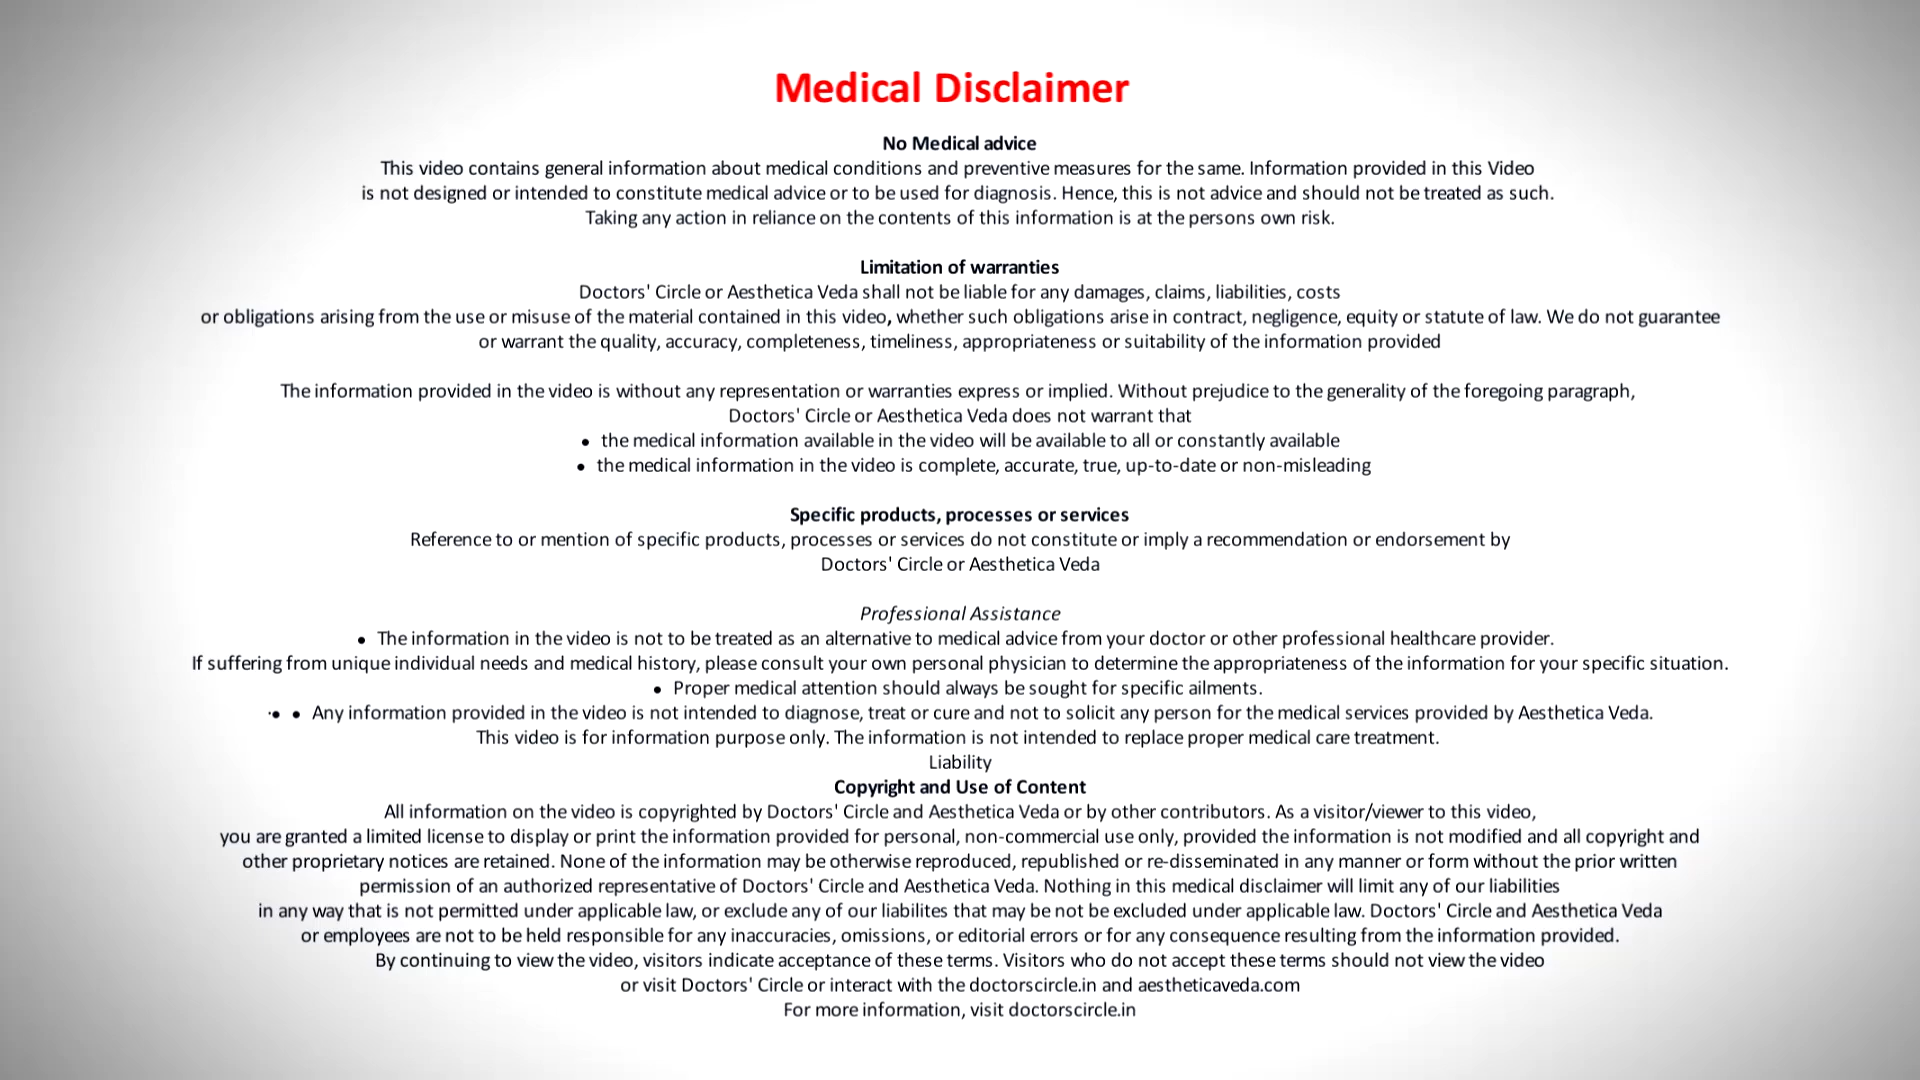 Medical Disclaimer
No Medical advice
This video contains general information about medical conditions and preventive measures for the same. Information provided in this Video
is not designed or intended to constitute medical advice or to be used for diagnosis. Hence, this is not advice and should not be treated as such.
Taking any action in reliance on the contents of this information is at the persons own risk.
Limitation of warranties
Doctors' Circle or Aesthetica Veda shall not be liable for any damages, claims, liabilities, costs
or obligations arising from the use or misuse of the material contained in this video, whether such obligations arise in contract, negligence, equity or statute of law. We do not guarantee
or warrant the quality, accuracy, completeness, timeliness, appropriateness or suitability of the information provided
The information provided in the video is without any representation or warranties express or implied. Without prejudice to the generality of the foregoing paragraph,
Doctors' Circle or Aesthetica Veda does not warrant that
• the medical information available in the video will be available to all or constantly available
• the medical information in the video is complete, accurate, true, up-to-date or non-misleading
Specific products, processes or services
Reference to or mention of specific products, processes or services do not constitute or imply a recommendation or endorsement by
Doctors' Circle or Aesthetica Veda
Professional Assistance
• The information in the video is not to be treated as an alternative to medical advice from your doctor or other professional healthcare provider.
If suffering from unique individual needs and medical history, please consult your own personal physician to determine the appropriateness of the information for your specific situation.
• Proper medical attention should always be sought for specific ailments.
·• • Any information provided in the video is not intended to diagnose, treat or cure and not to solicit any person for the medical services provided by Aesthetica Veda.
This video is for information purpose only. The information is not intended to replace proper medical care treatment.
Liability
Copyright and Use of Content
All information on the video is copyrighted by Doctors' Circle and Aesthetica Veda or by other contributors. As a visitor/viewer to this video,
you are granted a limited license to display or print the information provided for personal, non-commercial use only, provided the information is not modified and all copyright and
other proprietary notices are retained. None of the information may be otherwise reproduced, republished or re-disseminated in any manner or form without the prior written
permission of an authorized representative of Doctors' Circle and Aesthetica Veda. Nothing in this medical disclaimer will limit any of our liabilities
in any way that is not permitted under applicable law, or exclude any of our liabilites that may be not be excluded under applicable law. Doctors' Circle and Aesthetica Veda
or employees are not to be held responsible for any inaccuracies, omissions, or editorial errors or for any consequence resulting from the information provided.
By continuing to view the video, visitors indicate acceptance of these terms. Visitors who do not accept these terms should not view the video
or visit Doctors' Circle or interact with the doctorscircle.in and aestheticaveda.com
For more information, visit doctorscircle.in